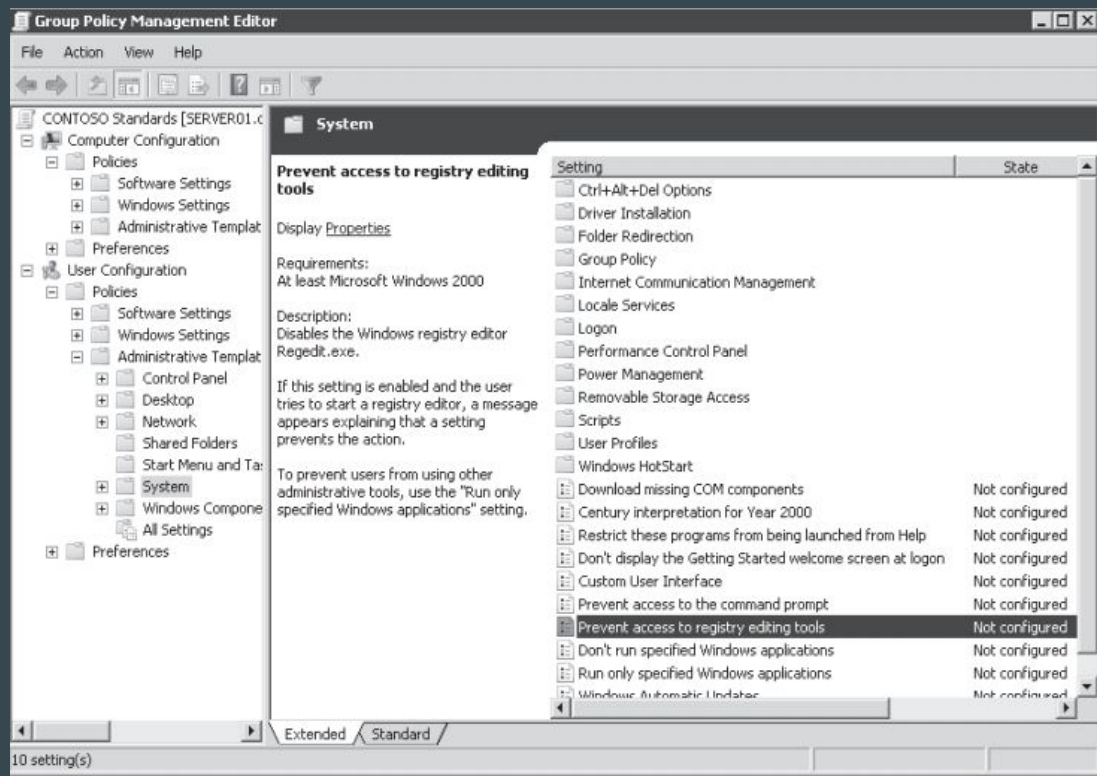 Group Policy Management Editor
File Action View Help
CONTOSO Standards [SERVER01.c
Computer Configuration
Policies
Software Settings
Windows Settings
Administrative Templat
Preferences
User Configuration
Policies
Software Settings
Windows Settings
Administrative Templat
Control Panel
Desktop
Network
Shared Folders
Start Menu and Ta
System
Windows Compone
All Settings
Preferences
System
Prevent access to registry editing
tools
Display Properties
Requirements:
At least Microsoft Windows 2000
Description:
Disables the Windows registry editor
Regedit.exe.
If this setting is enabled and the user
tries to start a registry editor, a message
appears explaining that a setting
prevents the action.
To prevent users from using other
administrative tools, use the "Run only
specified Windows applications" setting.
Setting State
Ctrl+Alt+Del Options
Driver Installation
Folder Redirection
Group Policy
Internet Communication Management
Locale Services
Logon
Performance Control Panel
Power Management
Removable Storage Access
Scripts
User Profiles
Windows HotStart
Download missing COM components Not configured
Century interpretation for Year 2000 Not configured
Restrict these programs from being launched from Help Not configured
Don't display the Getting Started welcome screen at logon Not configured
Custom User Interface Not configured
Prevent access to the command prompt Not configured
Prevent access to registry editing tools Not configured
Don't run specified Windows applications Not configured
Run only specified Windows applications Not configured
Windows Automatic Updates Not configured
Extended Standard
10 setting(s)